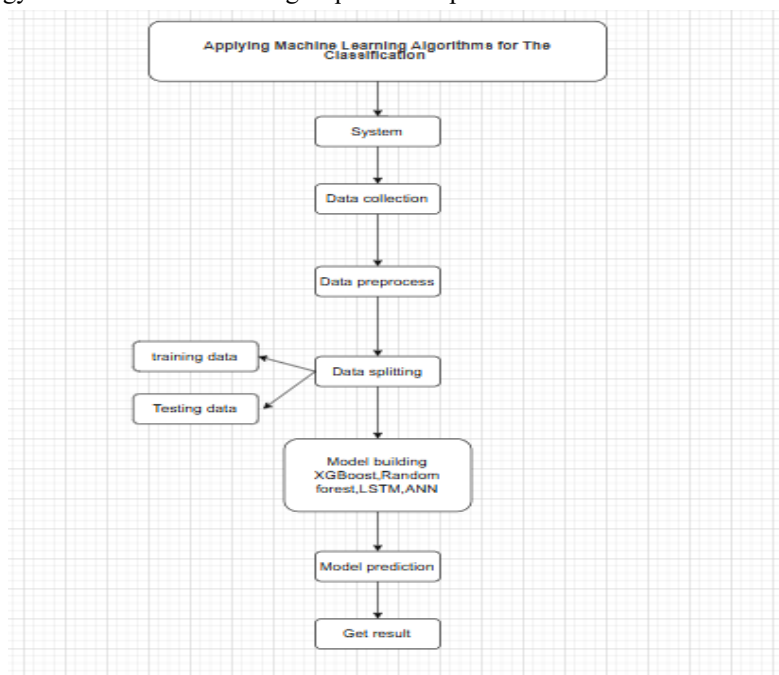 Applying Machine Learning Algorithms for The
Classification
System
Data collection
Data preprocess
training data
Data splitting
Testing data
Model building
XGBoost,Random
forest,LSTM,ANN
Model prediction
Get result